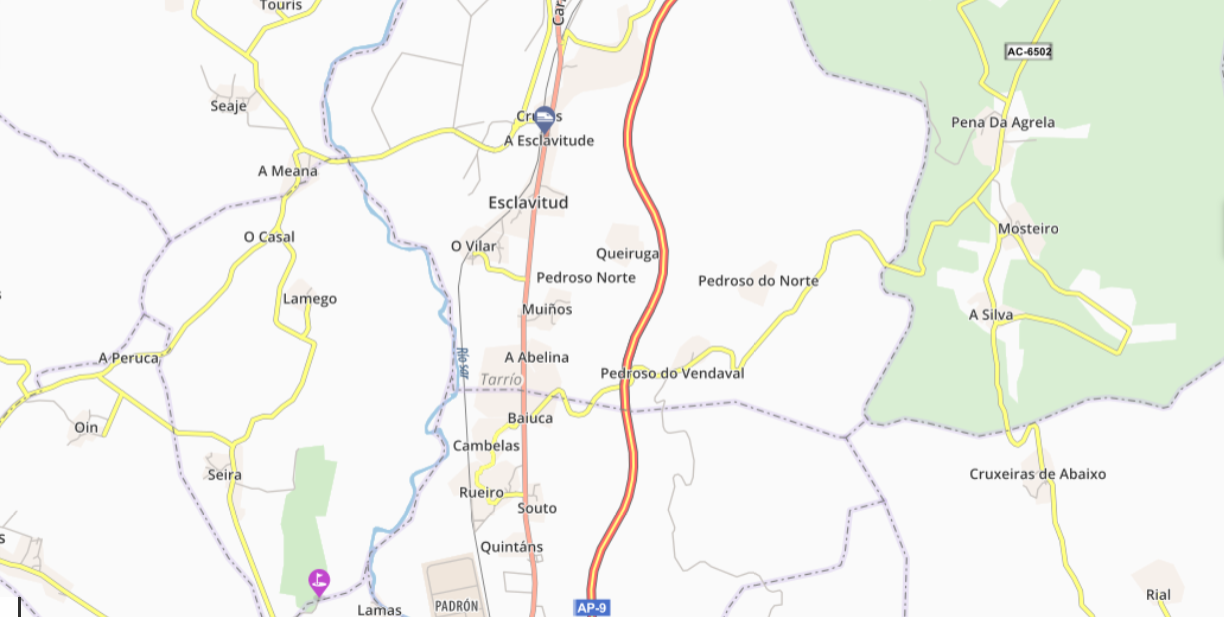 Touris
Car
AC-6502
Seaje
A Esclavitude
Pena Da Agrela
A Meana
Esclavitud
O Casal
O Vilar
Queiruga
Mosteiro
Pedroso Norte
Pedroso do Norte
Lamego
Muiños
A Silva
A Peruca
Río sar
A Abelina
Pedroso do Vendaval
Tarrío
Baiuca
Oin
Cambelas
Seira
Cruxeiras de Abaixo
Rueiro
Souto
s
Quintáns
Rial
PADRÓN
AP-9
Lamas